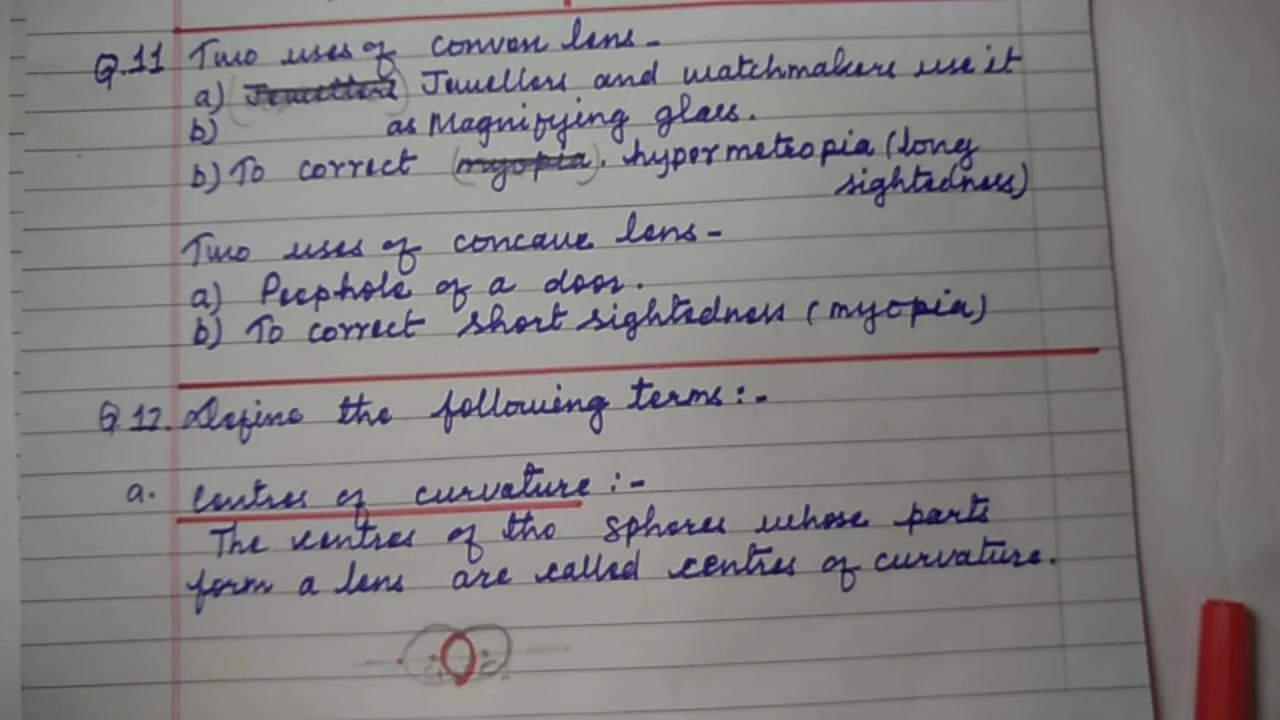 Q.11 Two uses of convex lens -
a) (Jewellers) Jewellers and watchmakers use it
b) as Magnifying glass.
b) To correct (myopia). hypermetropia (long
sightedness)
Two uses of concave lens -
a) Peephole of a door.
b) To correct short sightedness (myopia)
Q.12. Define the following terms :-
a. Centres of curvature :-
The centres of the spheres whose parts
form a lens are called centres of curvature.